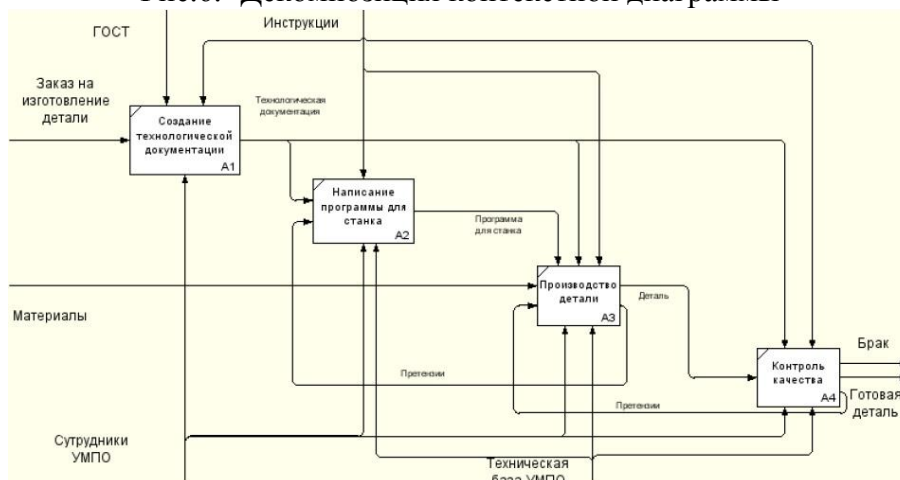 Рис.6. Декомпозиция контекстной диаграммы
ГОСТ
Инструкции
Заказ на
изготовление
детали
Технологическая
документация
Создание
технологической
документации
A1
Написание
программы для
станка
A2
Программа
для станка
Материалы
Производство
детали
A3
Деталь
Претензии
Контроль
качества
A4
Брак
Готовая
деталь
Претензии
Сутрудники
УМПО
Техническая
база УМПО